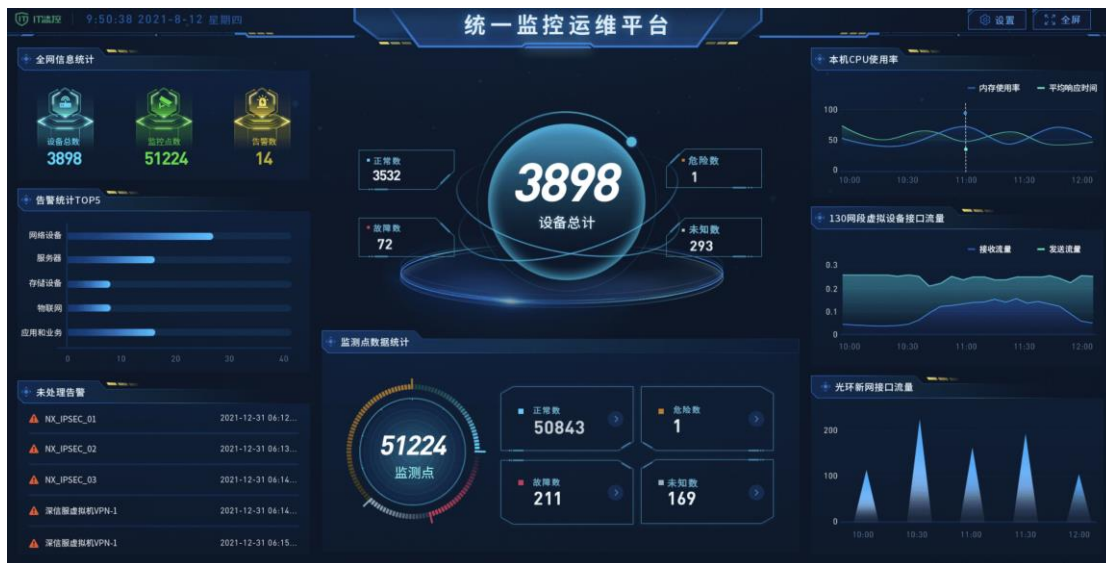 IT监控 9:50:38 2021-8-12 星期四
统一监控运维平台
设置 全屏
全网信息统计
设备总数 监控点数 告警数
3898 51224 14
告警统计TOP5
网络设备
服务器
存储设备
物联网
应用和业务
0 10 20 30 40
未处理告警
NX_IPSEC_01 2021-12-31 06:12...
NX_IPSEC_02 2021-12-31 06:13...
NX_IPSEC_03 2021-12-31 06:14...
深信服虚拟机VPN-1 2021-12-31 06:14...
深信服虚拟机VPN-1 2021-12-31 06:15...
正常数
3532
危险数
1
3898
设备总计
故障数
72
未知数
293
监测点数据统计
51224
监测点
正常数
50843
危险数
1
故障数
211
未知数
169
本机CPU使用率
内存使用率 平均响应时间
100
50
0
10:00 10:30 11:00 11:30 12:00
130网段虚拟设备接口流量
接收流量 发送流量
0.3
0.2
0.1
0
10:00 10:30 11:00 11:30 12:00
光环新网接口流量
200
100
0
10:00 10:30 11:00 11:30 12:00